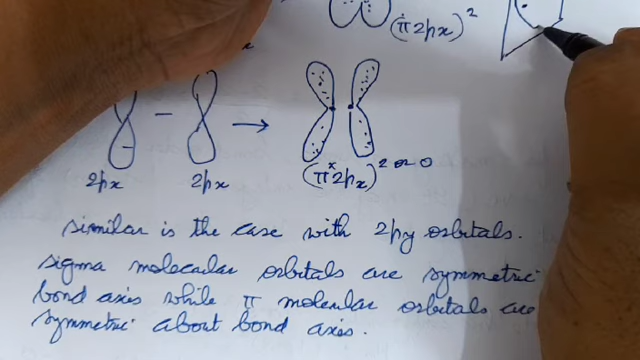 (π2px)²
2px 2px (π*2px)² or 0
similar is the case with 2py orbitals.
sigma molecular orbitals are symmetric
bond axis while π molecular orbitals are
symmetric about bond axis.